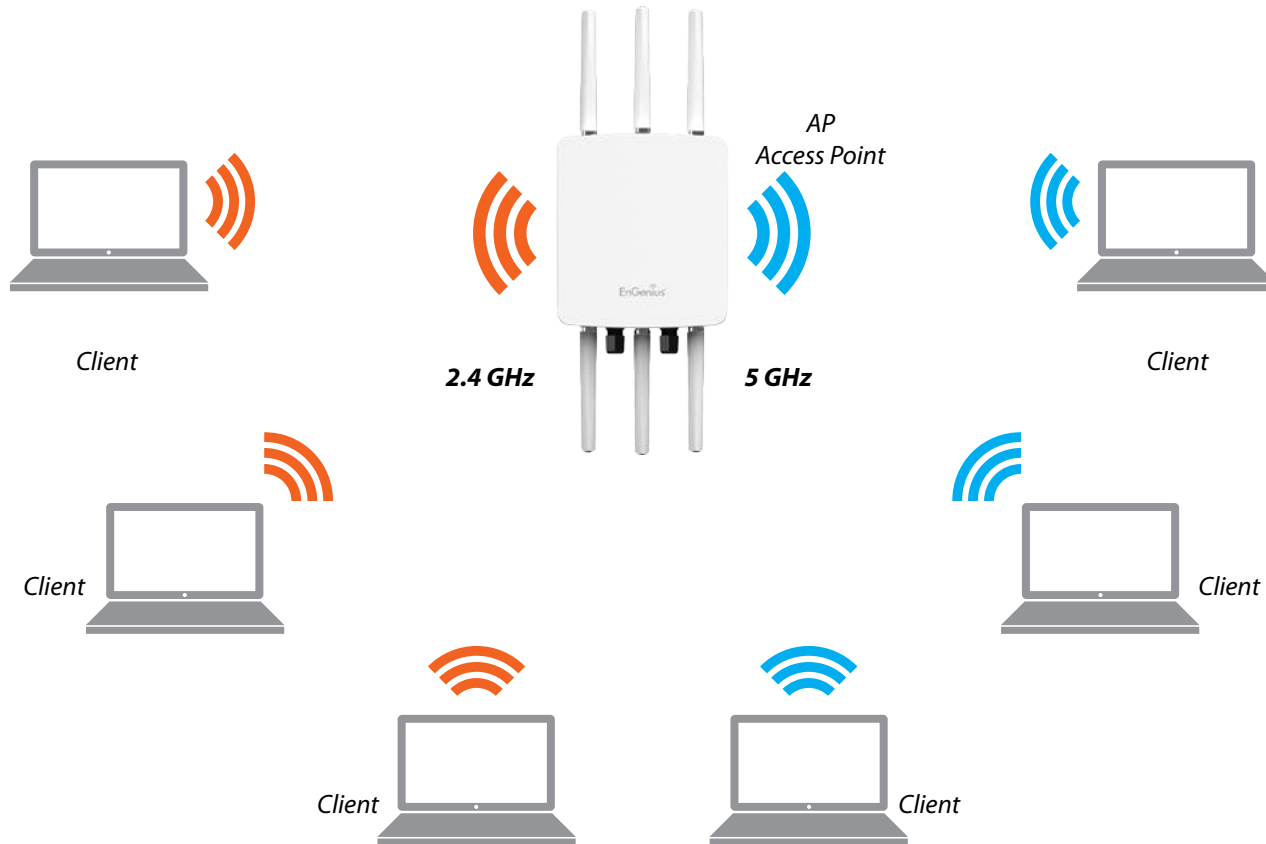 AP
Access Point
EnGenius
Client
2.4 GHz
5 GHz
Client
Client
Client
Client
Client